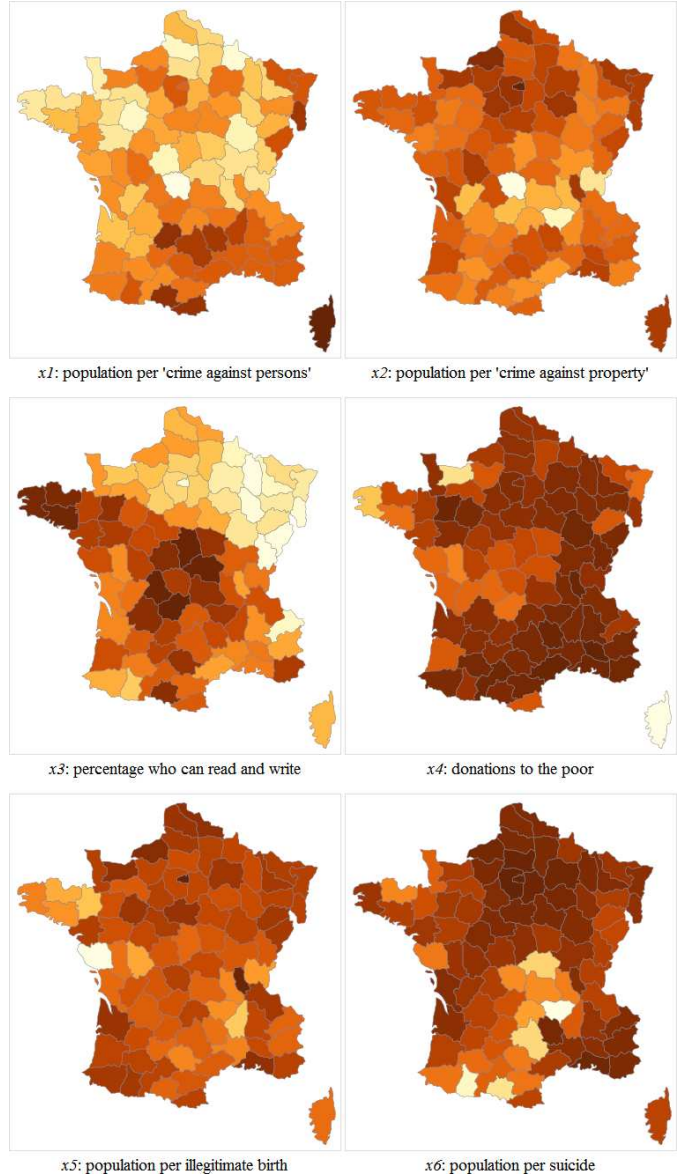 x1: population per 'crime against persons'
x2: population per 'crime against property'
x3: percentage who can read and write
x4: donations to the poor
x5: population per illegitimate birth
x6: population per suicide